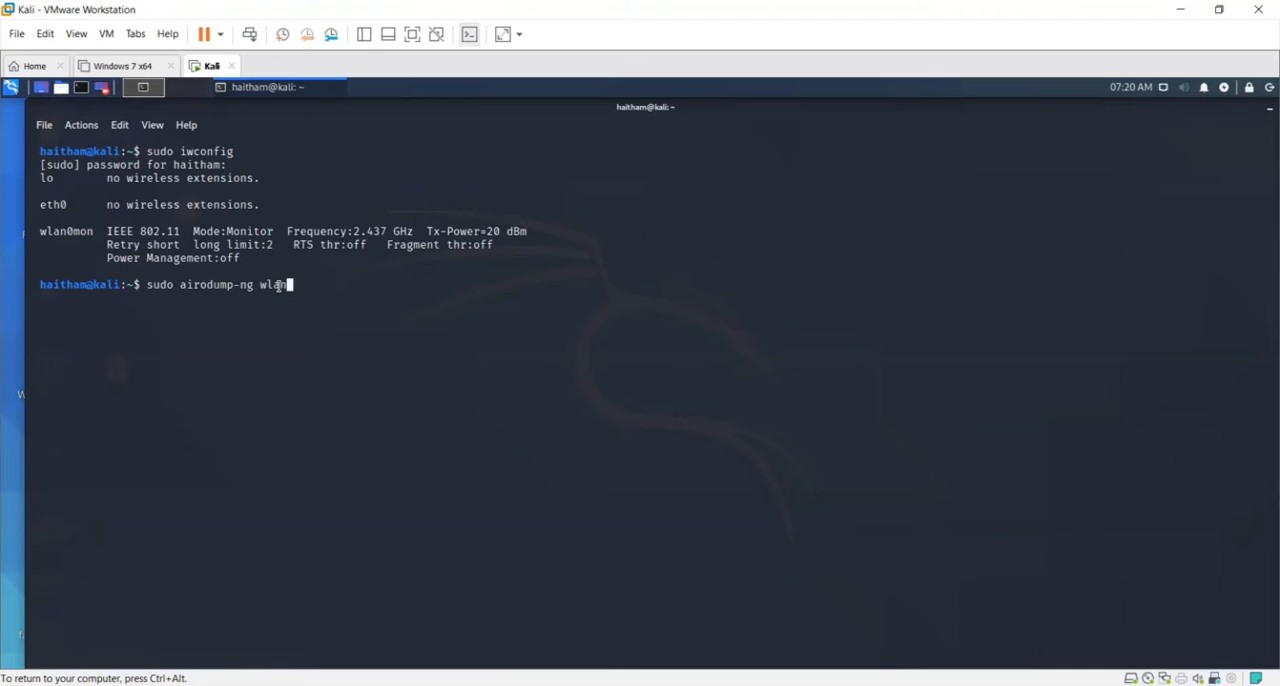 Kali - VMware Workstation
File Edit View VM Tabs Help
Home Windows 7 x64 Kali
haitham@kali: ~ 07:20 AM
haitham@kali: ~
File Actions Edit View Help
haitham@kali:~$ sudo iwconfig
[sudo] password for haitham:
lo no wireless extensions.
eth0 no wireless extensions.
wlan0mon IEEE 802.11 Mode:Monitor Frequency:2.437 GHz Tx-Power=20 dBm
Retry short long limit:2 RTS thr:off Fragment thr:off
Power Management:off
haitham@kali:~$ sudo airodump-ng wlan
To return to your computer, press Ctrl+Alt.